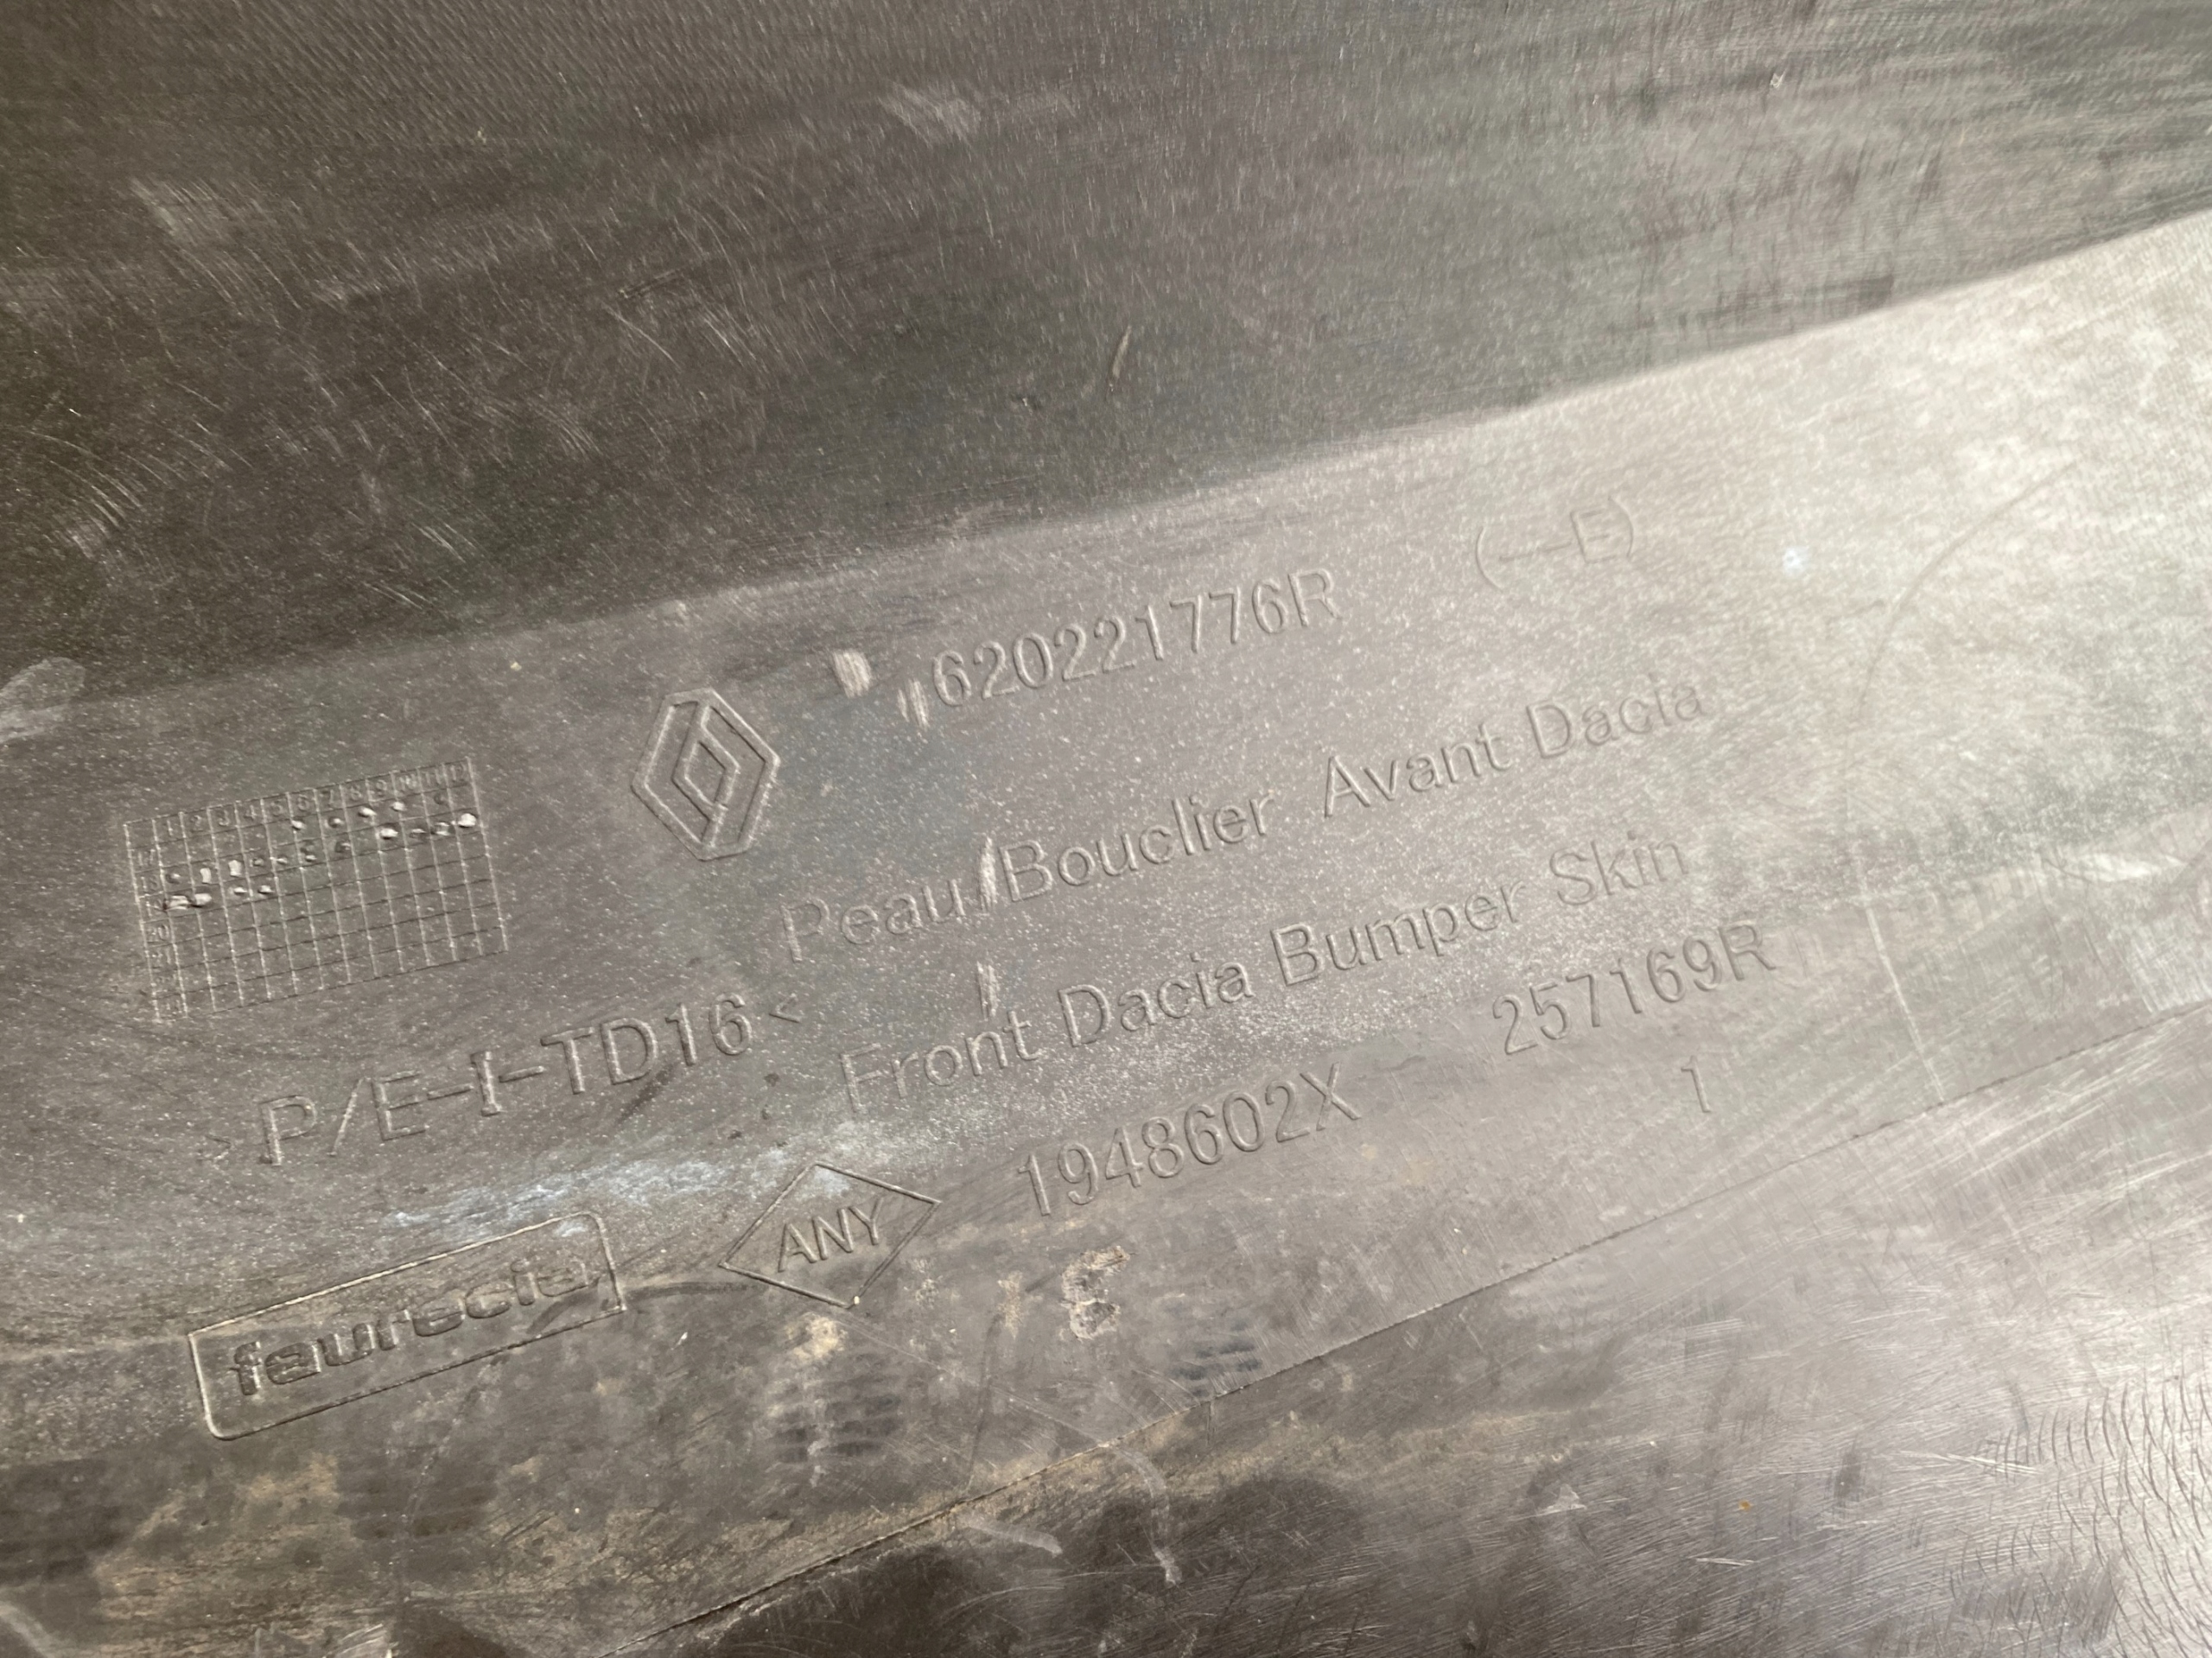 620221776R (--E)
Peau/Bouclier Avant Dacia
Front Dacia Bumper Skin
P/E-I-TD16<
1948602X 257169R
1
ANY
faurecia